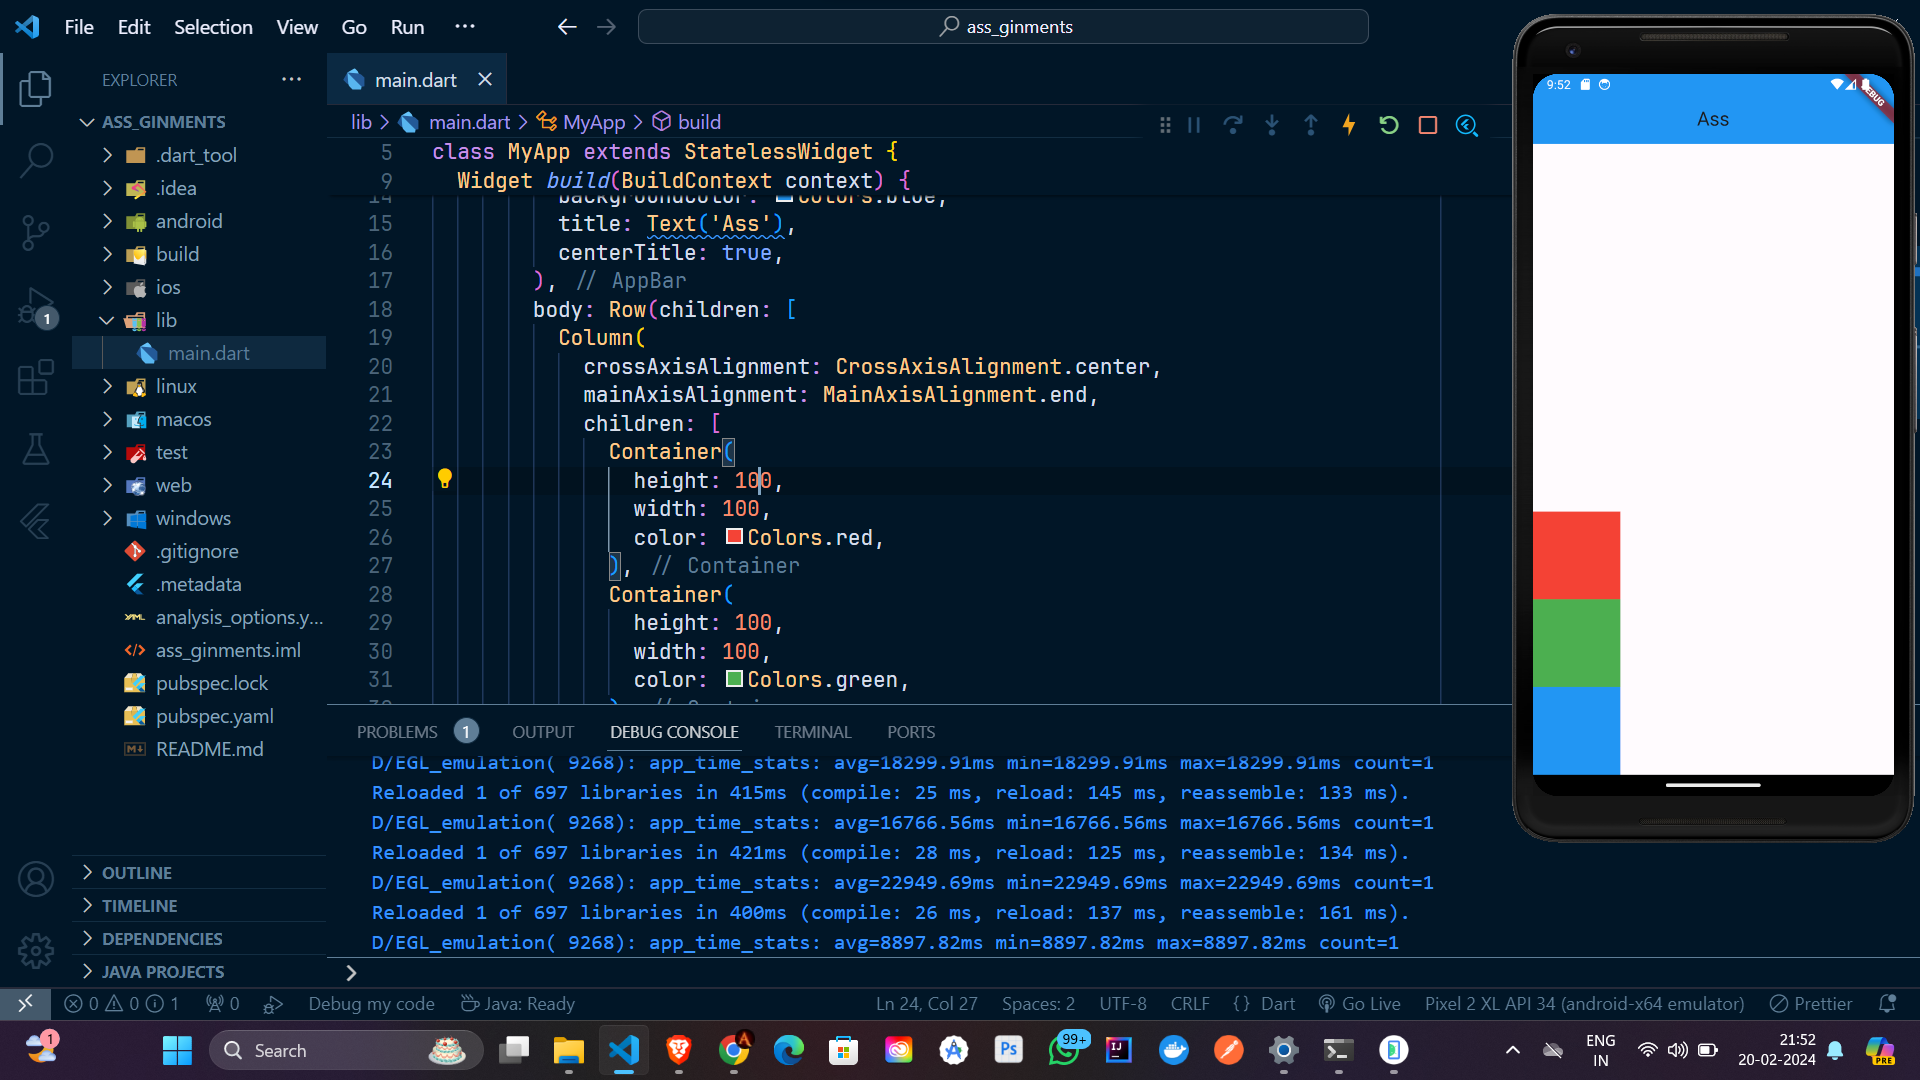 File Edit Selection View Go Run ···
ass_ginments
EXPLORER ···
ASS_GINMENTS
.dart_tool
.idea
android
build
ios
lib
main.dart
linux
macos
test
web
windows
.gitignore
.metadata
analysis_options.y...
ass_ginments.iml
pubspec.lock
pubspec.yaml
README.md
OUTLINE
TIMELINE
DEPENDENCIES
JAVA PROJECTS
1
main.dart
lib > main.dart > MyApp > build
5 class MyApp extends StatelessWidget {
9 Widget build(BuildContext context) {
14 backgroundColor: Colors.blue,
15 title: Text('Ass'),
16 centerTitle: true,
17 ), // AppBar
18 body: Row(children: [
19 Column(
20 crossAxisAlignment: CrossAxisAlignment.center,
21 mainAxisAlignment: MainAxisAlignment.end,
22 children: [
23 Container(
24 height: 100,
25 width: 100,
26 color: Colors.red,
27 ), // Container
28 Container(
29 height: 100,
30 width: 100,
31 color: Colors.green,
PROBLEMS 1 OUTPUT DEBUG CONSOLE TERMINAL PORTS
D/EGL_emulation( 9268): app_time_stats: avg=18299.91ms min=18299.91ms max=18299.91ms count=1
Reloaded 1 of 697 libraries in 415ms (compile: 25 ms, reload: 145 ms, reassemble: 133 ms).
D/EGL_emulation( 9268): app_time_stats: avg=16766.56ms min=16766.56ms max=16766.56ms count=1
Reloaded 1 of 697 libraries in 421ms (compile: 28 ms, reload: 125 ms, reassemble: 134 ms).
D/EGL_emulation( 9268): app_time_stats: avg=22949.69ms min=22949.69ms max=22949.69ms count=1
Reloaded 1 of 697 libraries in 400ms (compile: 26 ms, reload: 137 ms, reassemble: 161 ms).
D/EGL_emulation( 9268): app_time_stats: avg=8897.82ms min=8897.82ms max=8897.82ms count=1
9:52
DEBUG
Ass
0 0 1 0 Debug my code Java: Ready Ln 24, Col 27 Spaces: 2 UTF-8 CRLF {} Dart Go Live Pixel 2 XL API 34 (android-x64 emulator) Prettier
1
Search
A
Ps
99+
IJ
ENG
IN
21:52
20-02-2024
PRE